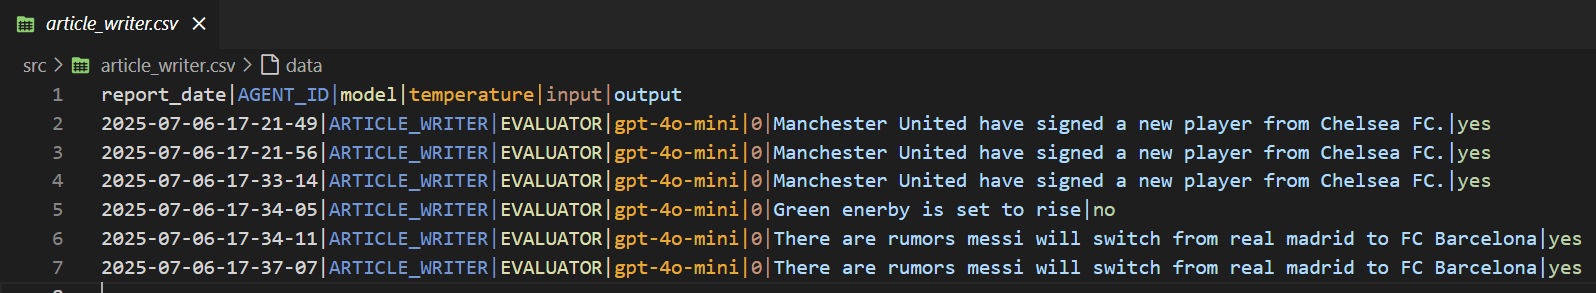 article_writer.csv
src > article_writer.csv > data
1 report_date|AGENT_ID|model|temperature|input|output
2 2025-07-06-17-21-49|ARTICLE_WRITER|EVALUATOR|gpt-4o-mini|0|Manchester United have signed a new player from Chelsea FC.|yes
3 2025-07-06-17-21-56|ARTICLE_WRITER|EVALUATOR|gpt-4o-mini|0|Manchester United have signed a new player from Chelsea FC.|yes
4 2025-07-06-17-33-14|ARTICLE_WRITER|EVALUATOR|gpt-4o-mini|0|Manchester United have signed a new player from Chelsea FC.|yes
5 2025-07-06-17-34-05|ARTICLE_WRITER|EVALUATOR|gpt-4o-mini|0|Green enerby is set to rise|no
6 2025-07-06-17-34-11|ARTICLE_WRITER|EVALUATOR|gpt-4o-mini|0|There are rumors messi will switch from real madrid to FC Barcelona|yes
7 2025-07-06-17-37-07|ARTICLE_WRITER|EVALUATOR|gpt-4o-mini|0|There are rumors messi will switch from real madrid to FC Barcelona|yes